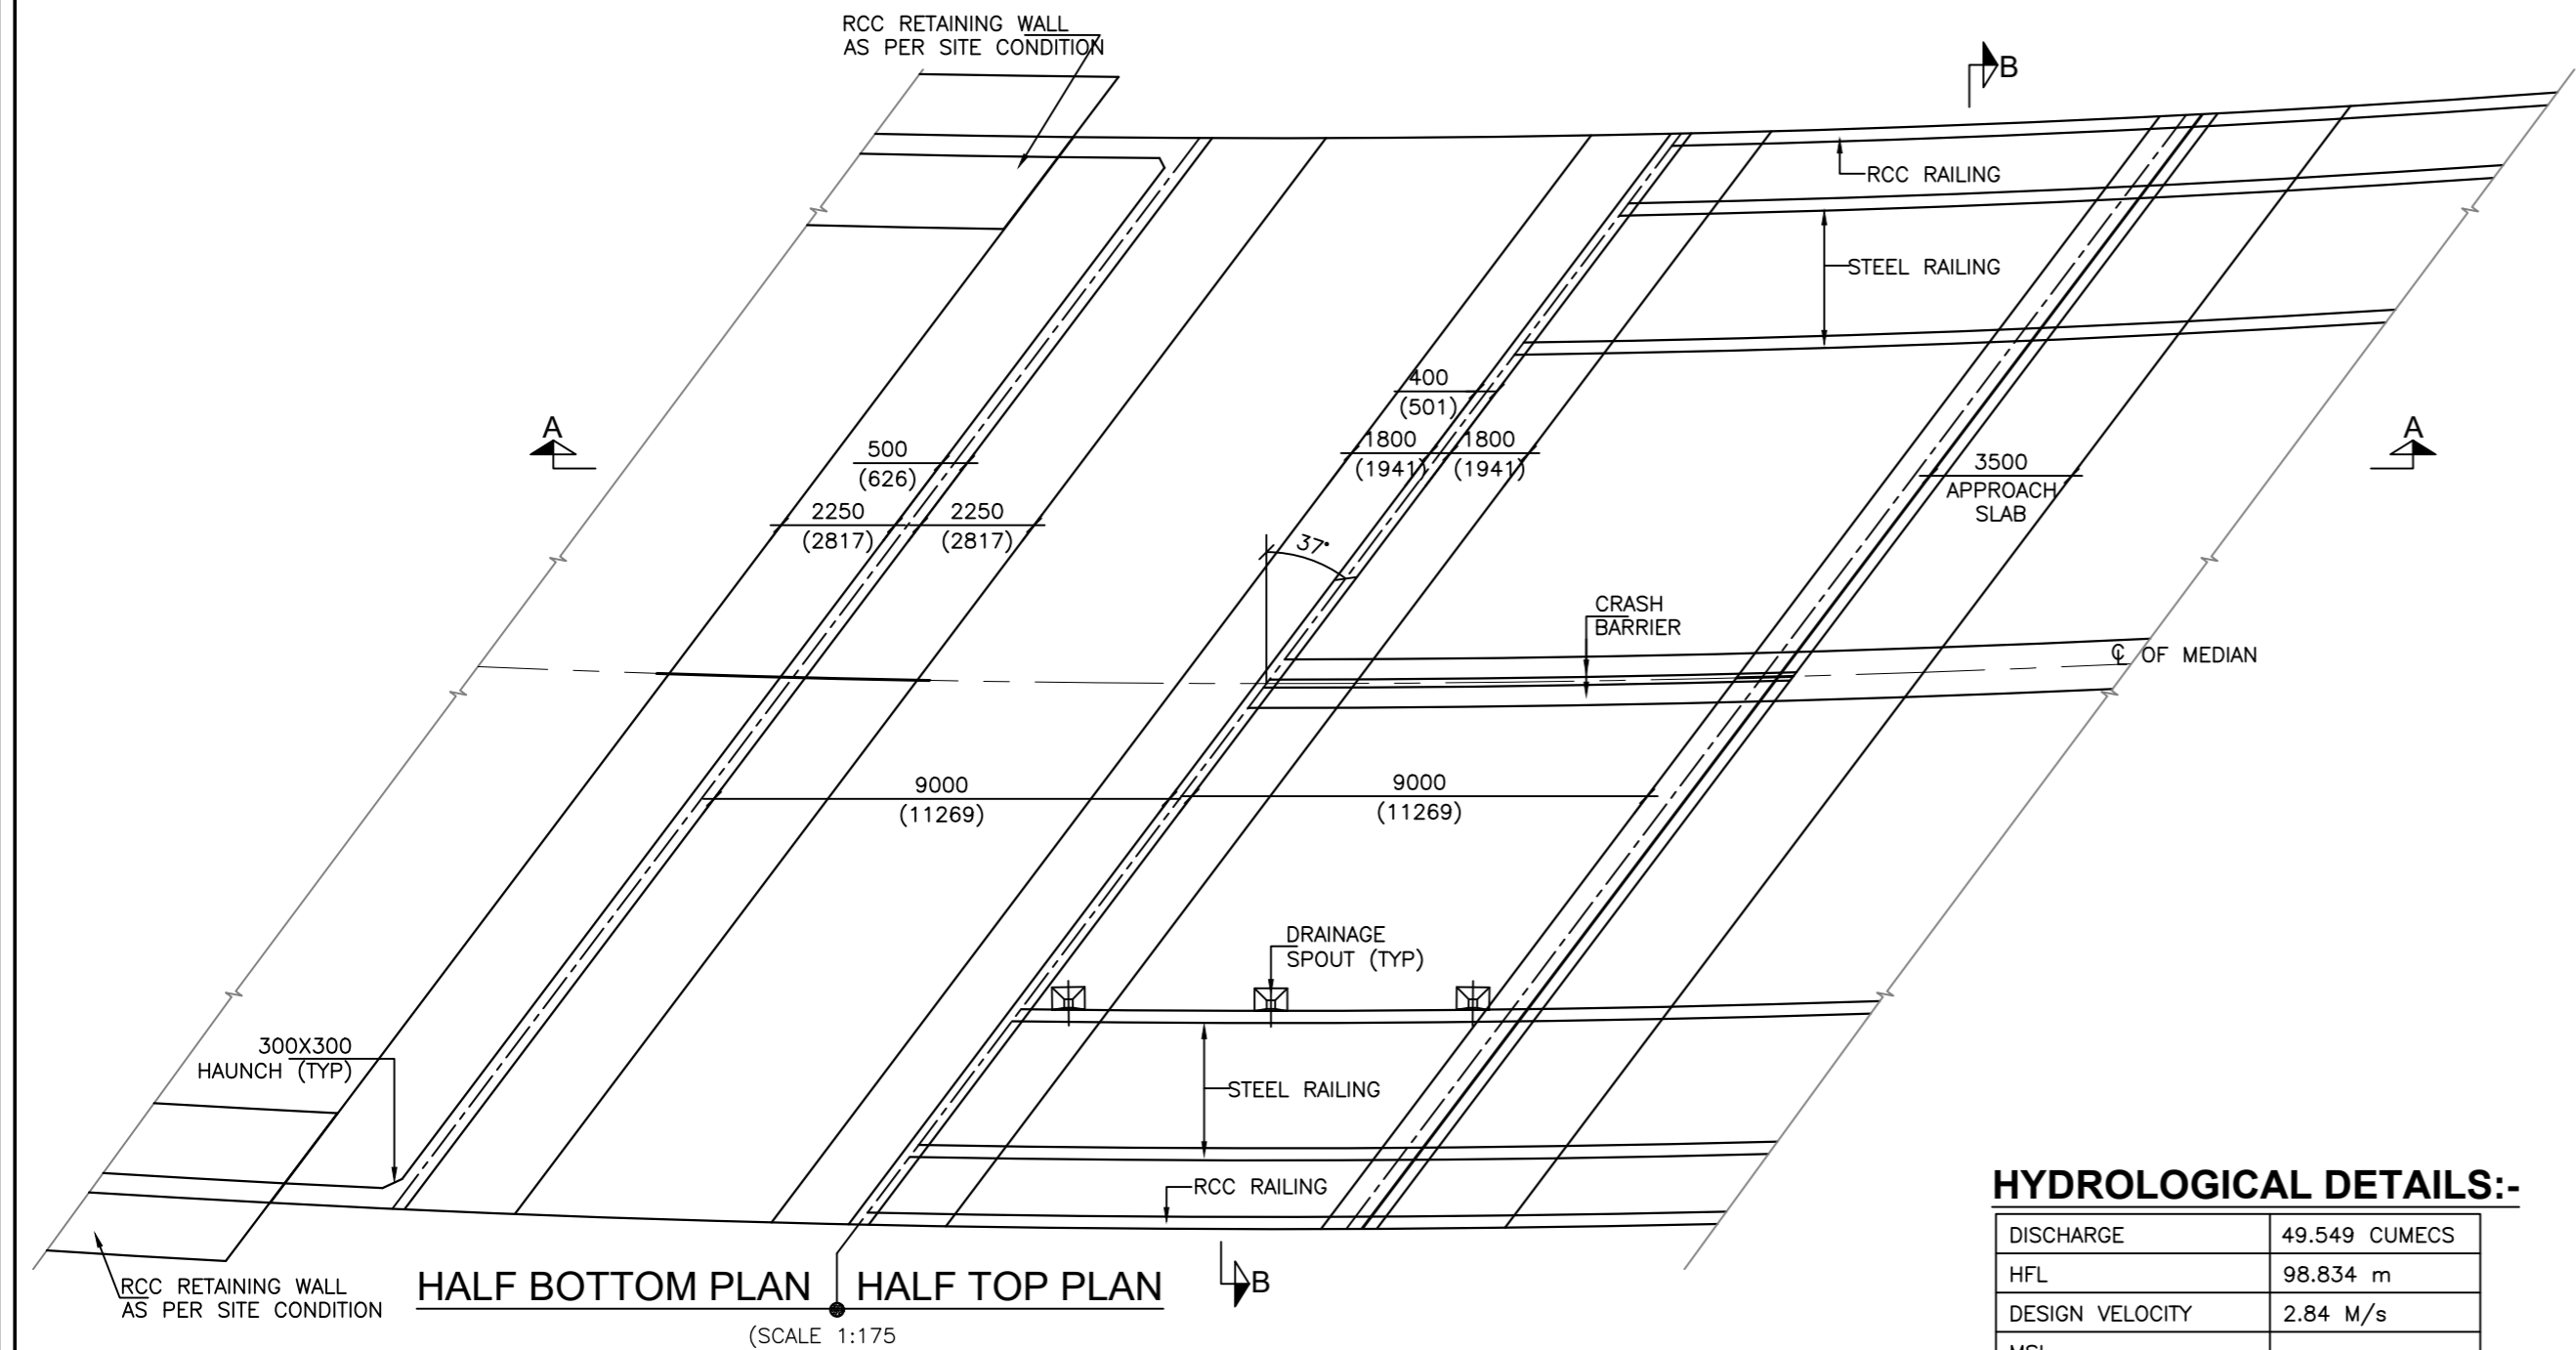 RCC RETAINING WALL
AS PER SITE CONDITION
B
RCC RAILING
STEEL RAILING
400
(501)
1800
1800
(1941)
(1941)
A
A
500
(626)
2250
2250
(2817)
(2817)
3500
APPROACH
SLAB
37°
CRASH
BARRIER
℄ OF MEDIAN
9000
(11269)
9000
(11269)
DRAINAGE
SPOUT (TYP)
300X300
HAUNCH (TYP)
STEEL RAILING
RCC RAILING
RCC RETAINING WALL
AS PER SITE CONDITION
HALF BOTTOM PLAN
HALF TOP PLAN
B
(SCALE 1:175
HYDROLOGICAL DETAILS:-
DISCHARGE 49.549 CUMECS
HFL 98.834 m
DESIGN VELOCITY 2.84 M/s